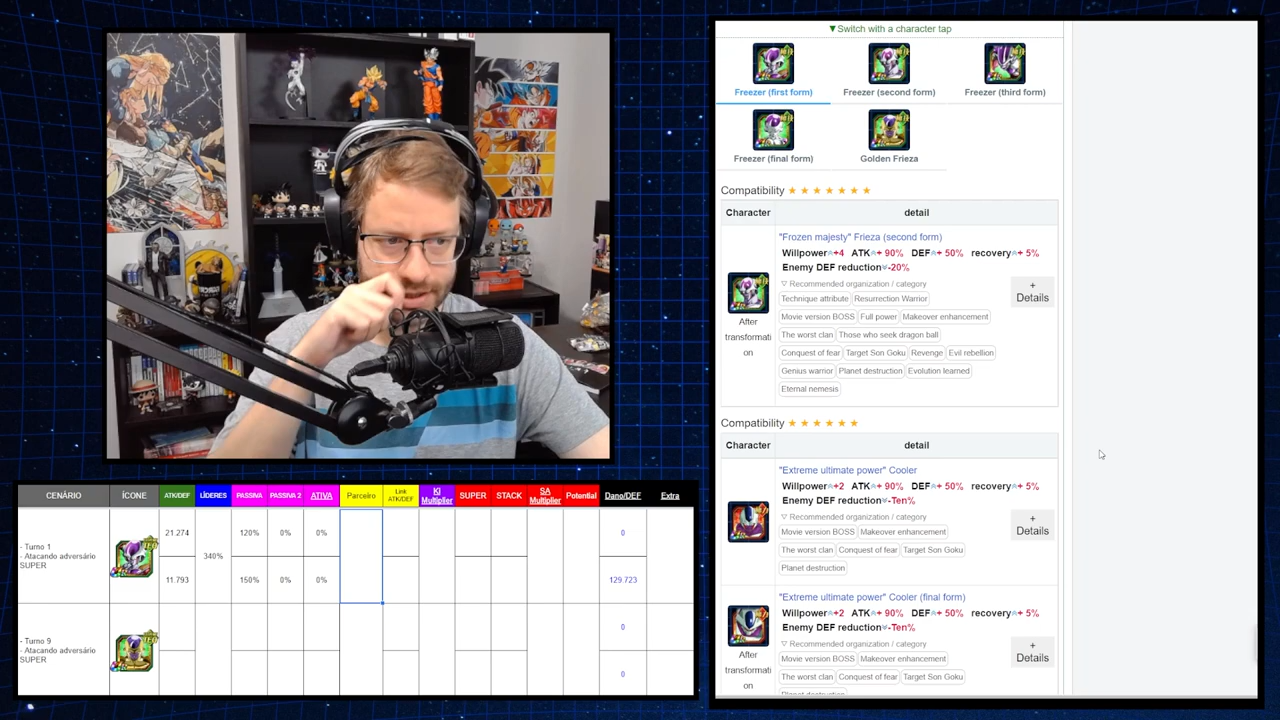 ▼Switch with a character tap
Freezer (first form)
Freezer (second form)
Freezer (third form)
Freezer (final form)
Golden Frieza
Compatibility ★ ★ ★ ★ ★ ★ ★
Character
detail
"Frozen majesty" Frieza (second form)
Willpower +4 ATK + 90% DEF + 50% recovery + 5%
Enemy DEF reduction -20%
▽ Recommended organization / category
Technique attribute
Resurrection Warrior
Movie version BOSS
Full power
Makeover enhancement
The worst clan
Those who seek dragon ball
Conquest of fear
Target Son Goku
Revenge
Evil rebellion
Genius warrior
Planet destruction
Evolution learned
Eternal nemesis
After
transformati
on
+
Details
Compatibility ★ ★ ★ ★ ★ ★
Character
detail
"Extreme ultimate power" Cooler
Willpower +2 ATK + 90% DEF + 50% recovery + 5%
Enemy DEF reduction -Ten%
▽ Recommended organization / category
Movie version BOSS
Makeover enhancement
The worst clan
Conquest of fear
Target Son Goku
Planet destruction
+
Details
"Extreme ultimate power" Cooler (final form)
Willpower +2 ATK + 90% DEF + 50% recovery + 5%
Enemy DEF reduction -Ten%
▽ Recommended organization / category
Movie version BOSS
Makeover enhancement
The worst clan
Conquest of fear
Target Son Goku
Planet destruction
After
transformati
on
+
Details
CENÁRIO
ÍCONE
ATK/DEF
LÍDERES
PASSIVA
PASSIVA 2
ATIVA
Parceiro
Link
ATK/DEF
KI
Multiplier
SUPER
STACK
SA
Multiplier
Potential
Dano/DEF
Extra
- Turno 1
- Atacando adversário
SUPER
21.274
340%
120%
0%
0%
0
11.793
150%
0%
0%
129.723
- Turno 9
- Atacando adversário
SUPER
0
0